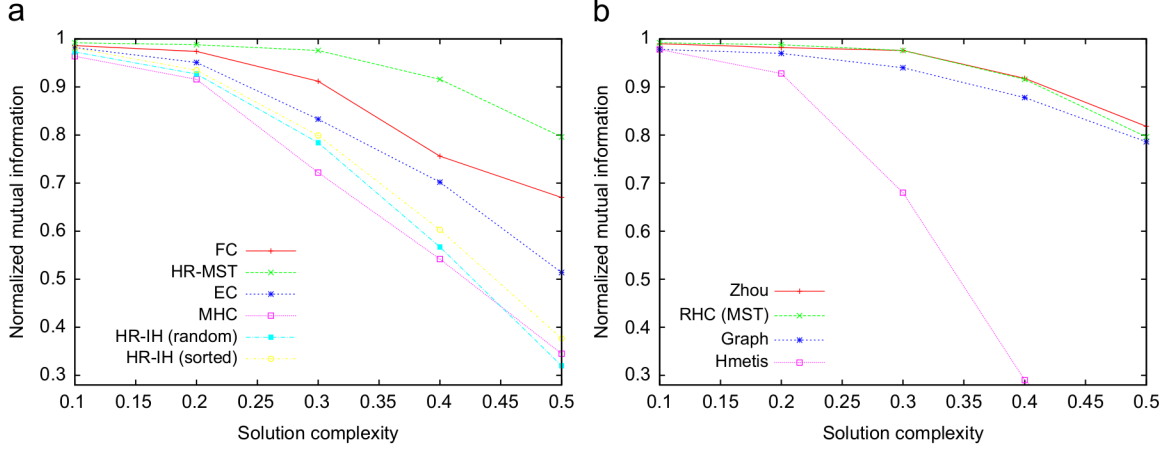 a
Normalized mutual information
1
0.9
0.8
0.7
0.6
0.5
0.4
0.3
FC
HR-MST
EC
MHC
HR-IH (random)
HR-IH (sorted)
0.1 0.15 0.2 0.25 0.3 0.35 0.4 0.45 0.5
Solution complexity
b
Normalized mutual information
1
0.9
0.8
0.7
0.6
0.5
0.4
0.3
Zhou
RHC (MST)
Graph
Hmetis
0.1 0.15 0.2 0.25 0.3 0.35 0.4 0.45 0.5
Solution complexity